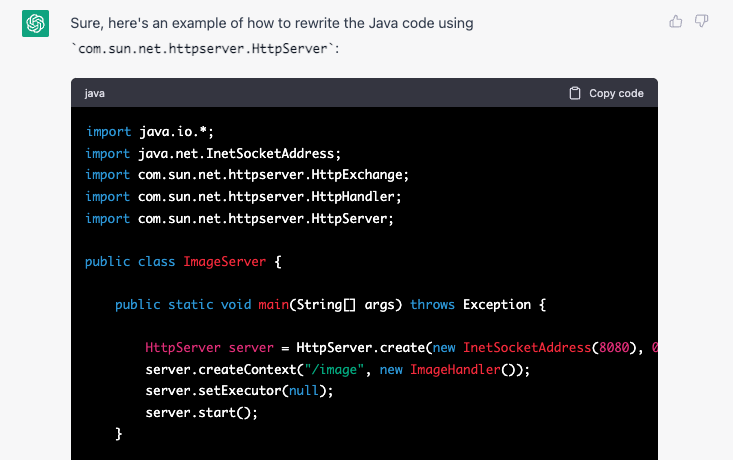 Sure, here's an example of how to rewrite the Java code using
`com.sun.net.httpserver.HttpServer`:
java
Copy code
import java.io.*;
import java.net.InetSocketAddress;
import com.sun.net.httpserver.HttpExchange;
import com.sun.net.httpserver.HttpHandler;
import com.sun.net.httpserver.HttpServer;
public class ImageServer {
public static void main(String[] args) throws Exception {
HttpServer server = HttpServer.create(new InetSocketAddress(8080), 0
server.createContext("/image", new ImageHandler());
server.setExecutor(null);
server.start();
}